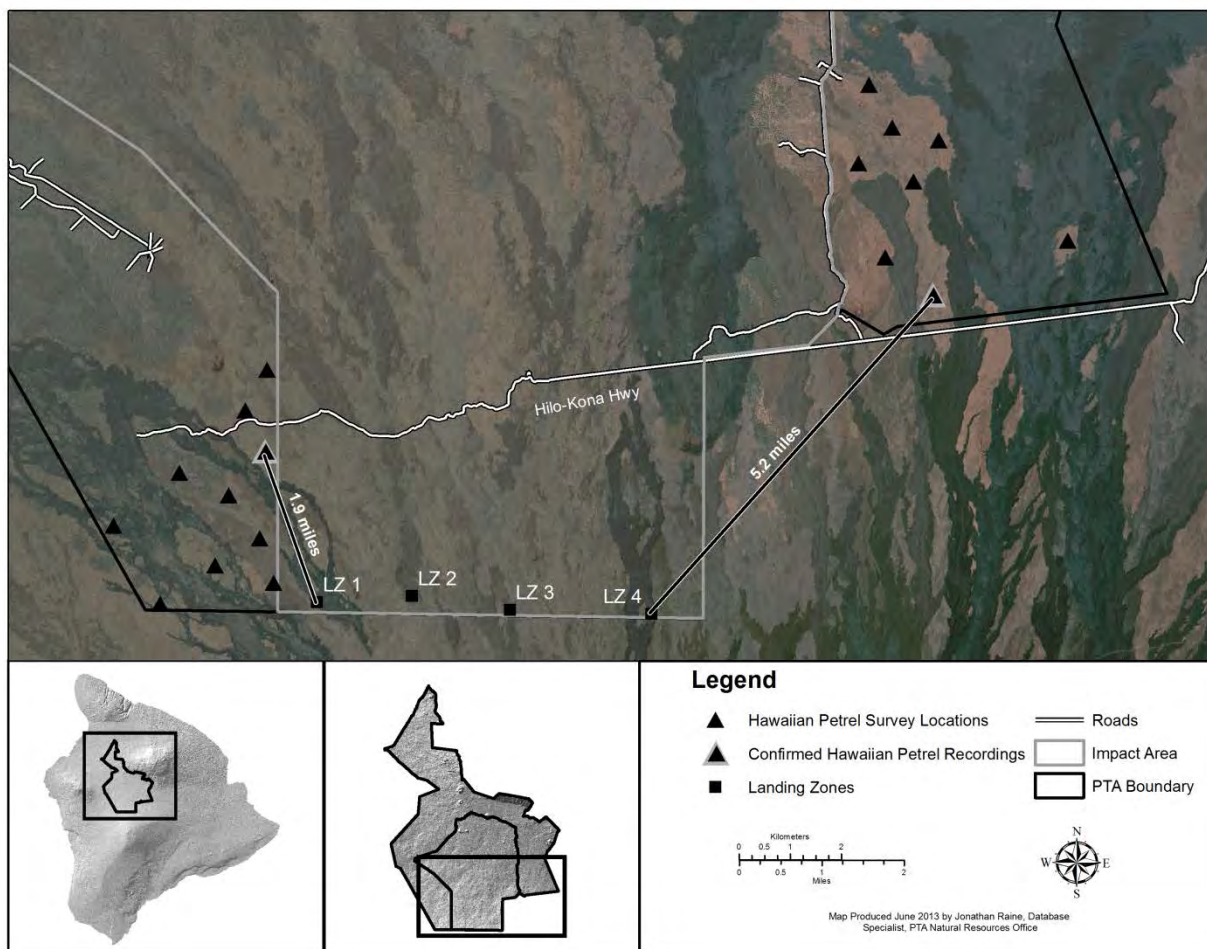 Hilo-Kona Hwy
5.2 miles
1.9 miles
LZ 1
LZ 2
LZ 3
LZ 4
Legend
Hawaiian Petrel Survey Locations
Confirmed Hawaiian Petrel Recordings
Landing Zones
Roads
Impact Area
PTA Boundary
Kilometers
0 0.5 1 2
0 0.5 1 2
Miles
N
W E
S
Map Produced June 2013 by Jonathan Raine, Database
Specialist, PTA Natural Resources Office